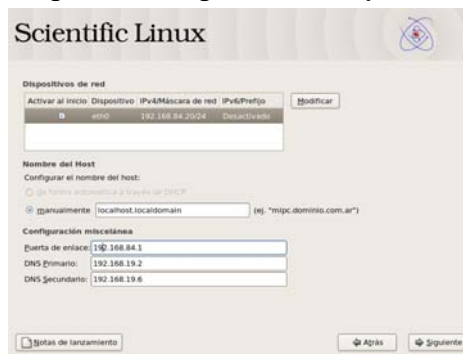 Scientific Linux
Dispositivos de red
Activar al inicio Dispositivo IPv4/Máscara de red IPv6/Prefijo
Modificar
eth0 192.168.84.20/24 Desactivado
Nombre del Host
Configurar el nombre del host:
de forma automática a través de DHCP
manualmente localhost.localdomain (ej. "mipc.dominio.com.ar")
Configuración miscelánea
Puerta de enlace: 192.168.84.1
DNS Primario: 192.168.19.2
DNS Secundario: 192.168.19.6
Notas de lanzamiento
Atrás
Siguiente